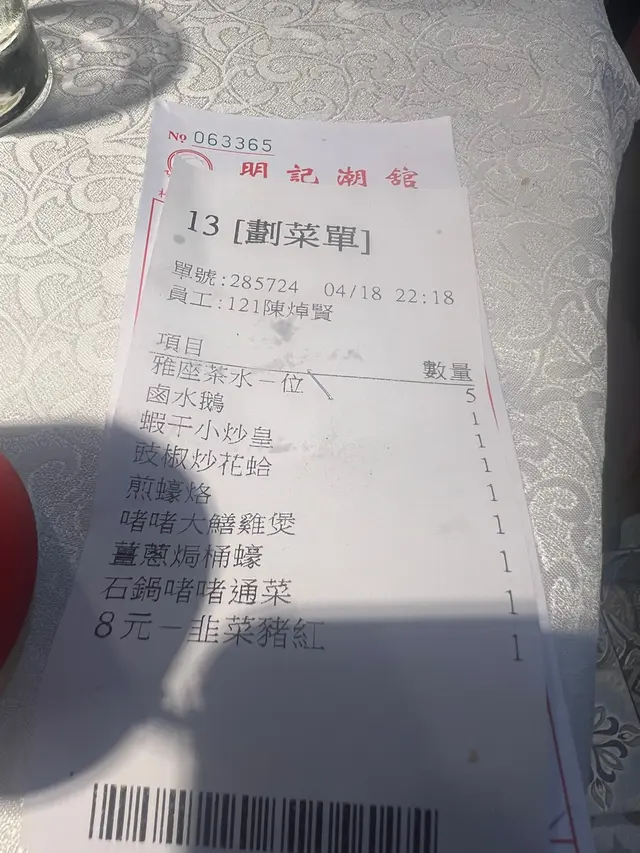 No 063365
明記潮舘
13 [劃菜單]
單號:285724 04/18 22:18
員工:121陳焯賢
項目 數量
雅座茶水－位 5
鹵水鵝 1
蝦干小炒皇 1
豉椒炒花蛤 1
煎蠔烙 1
啫啫大鱔雞煲 1
薑蔥焗桶蠔 1
石鍋啫啫通菜 1
8元－韭菜豬紅 1